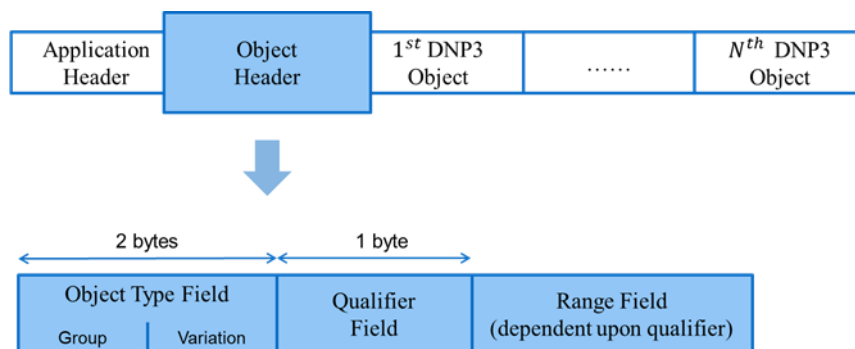 Application
Header
Object
Header
1st DNP3
Object
......
Nth DNP3
Object
2 bytes
1 byte
Object Type Field
Group
Variation
Qualifier
Field
Range Field
(dependent upon qualifier)